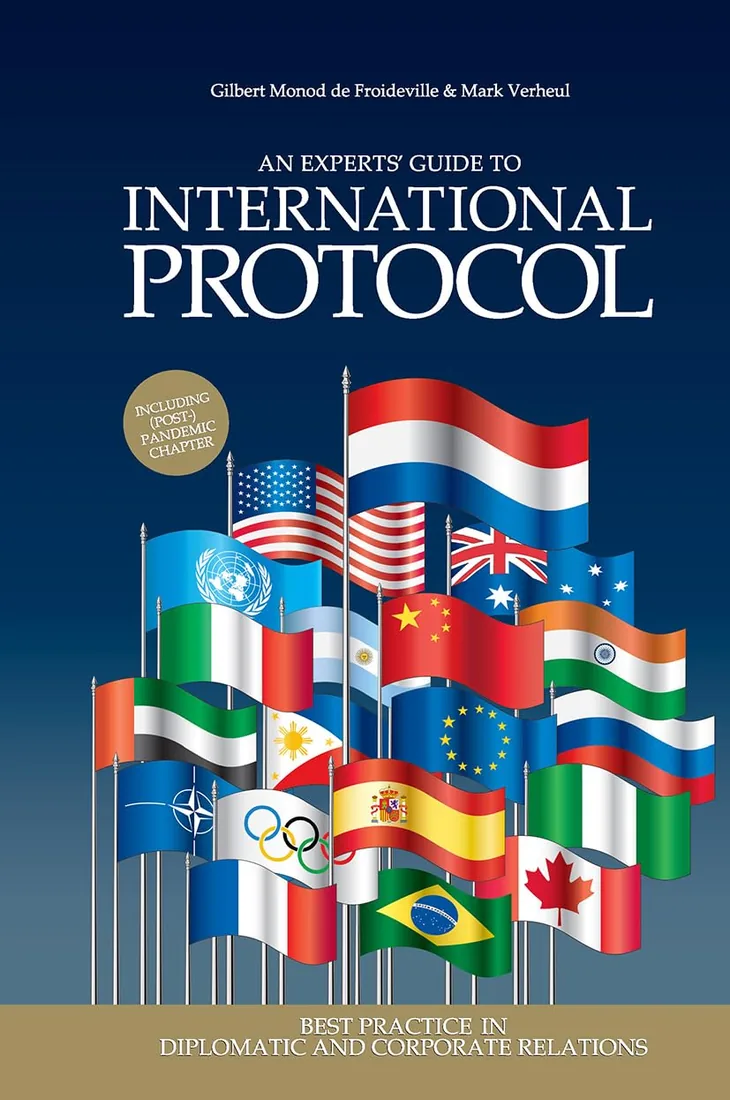 Gilbert Monod de Froideville & Mark Verheul
AN EXPERTS' GUIDE TO
INTERNATIONAL
PROTOCOL
INCLUDING
(POST-)
PANDEMIC
CHAPTER
BEST PRACTICE IN
DIPLOMATIC AND CORPORATE RELATIONS